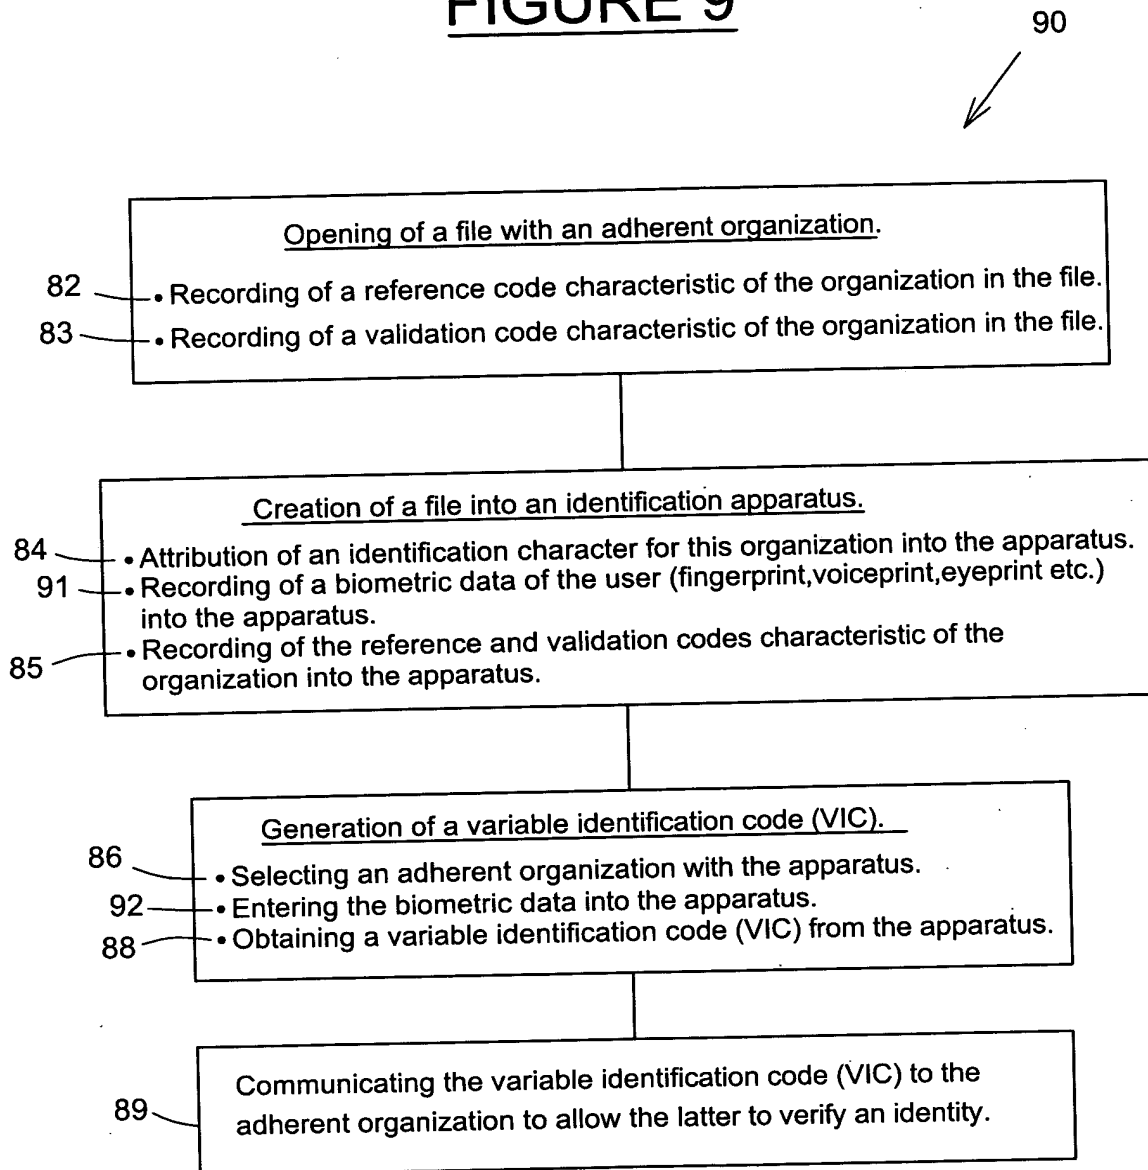 FIGURE 9
90
Opening of a file with an adherent organization.
82 • Recording of a reference code characteristic of the organization in the file.
83 • Recording of a validation code characteristic of the organization in the file.
Creation of a file into an identification apparatus.
84 • Attribution of an identification character for this organization into the apparatus.
91 • Recording of a biometric data of the user (fingerprint,voiceprint,eyeprint etc.)
into the apparatus.
85 • Recording of the reference and validation codes characteristic of the
organization into the apparatus.
Generation of a variable identification code (VIC).
86 • Selecting an adherent organization with the apparatus.
92 • Entering the biometric data into the apparatus.
88 • Obtaining a variable identification code (VIC) from the apparatus.
Communicating the variable identification code (VIC) to the
89 adherent organization to allow the latter to verify an identity.